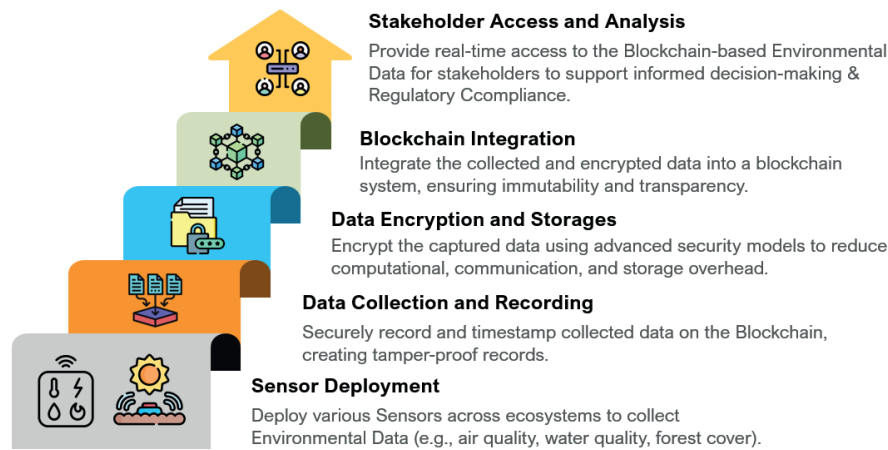 Stakeholder Access and Analysis
Provide real-time access to the Blockchain-based Environmental
Data for stakeholders to support informed decision-making &
Regulatory Ccompliance.
Blockchain Integration
Integrate the collected and encrypted data into a blockchain
system, ensuring immutability and transparency.
Data Encryption and Storages
Encrypt the captured data using advanced security models to reduce
computational, communication, and storage overhead.
Data Collection and Recording
Securely record and timestamp collected data on the Blockchain,
creating tamper-proof records.
Sensor Deployment
Deploy various Sensors across ecosystems to collect
Environmental Data (e.g., air quality, water quality, forest cover).